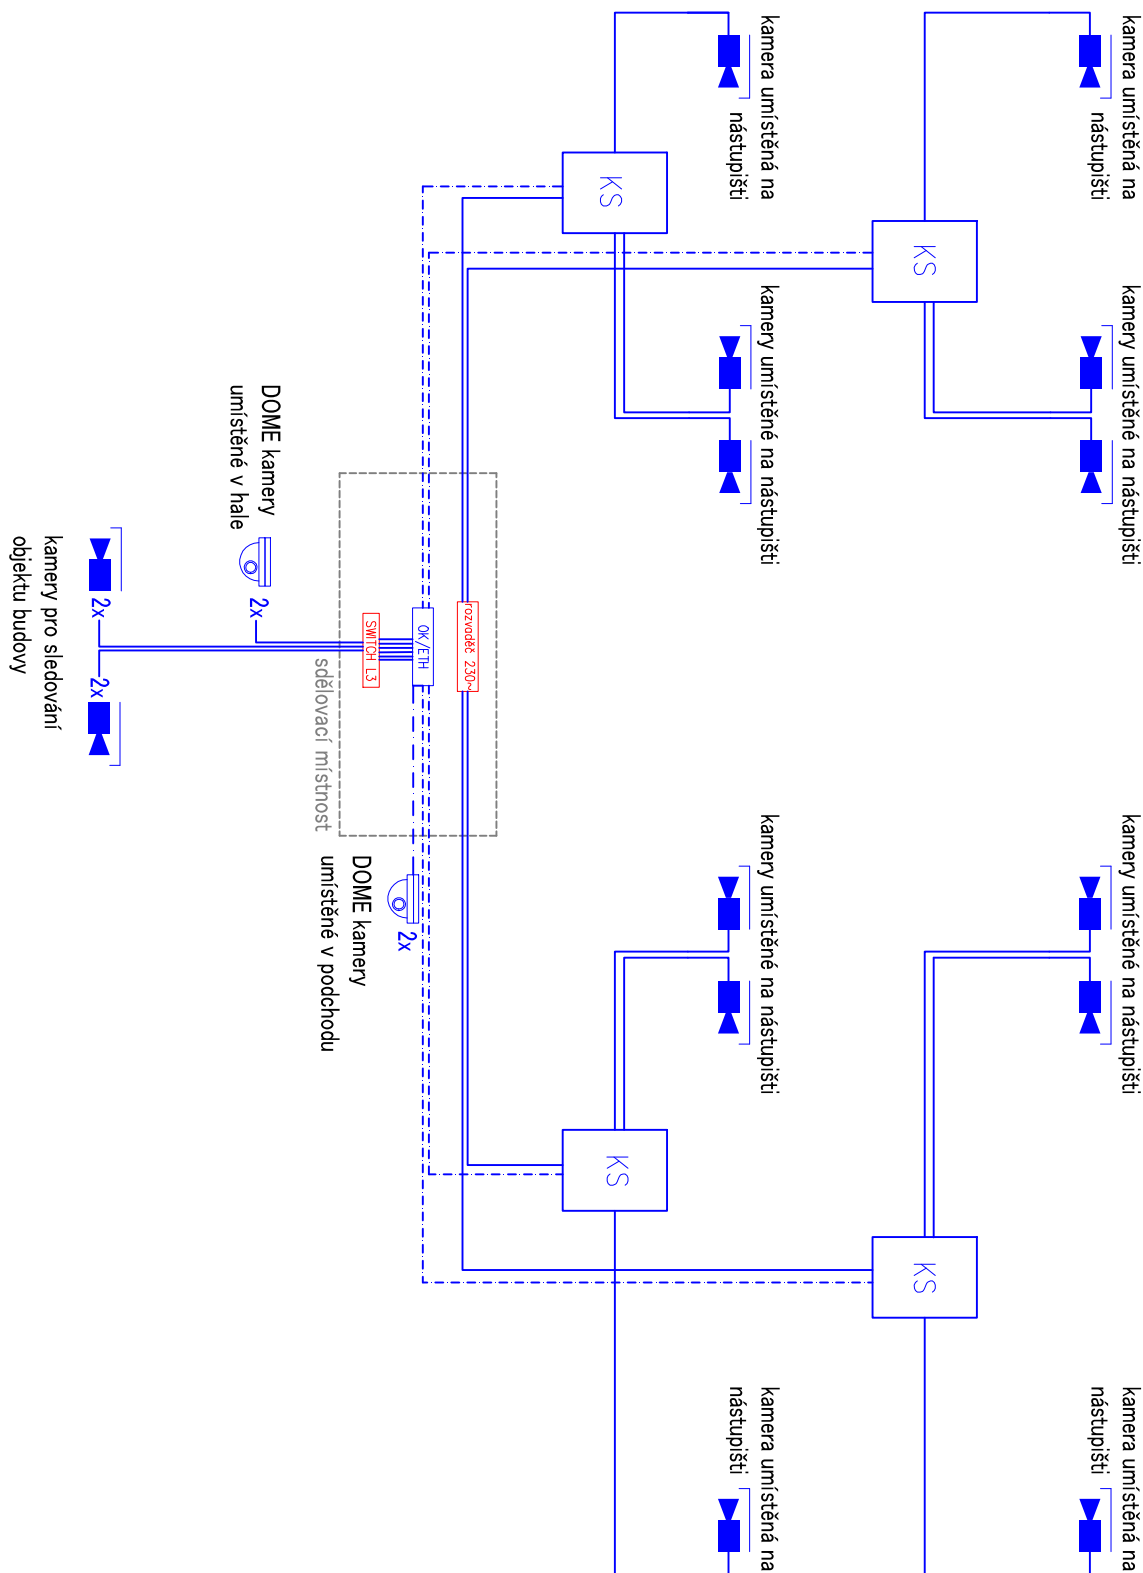 kamera umístěná na
nástupišti
kamery umístěné na nástupišti
kamery umístěné na nástupišti
kamera umístěná na
nástupišti
KS
KS
kamera umístěná na
nástupišti
kamery umístěné na nástupišti
kamery umístěné na nástupišti
kamera umístěná na
nástupišti
KS
KS
rozvaděč 230~
OK/ETH
SWITCH L3
sdělovací místnost
2x
DOME kamery
umístěné v podchodu
DOME kamery
umístěné v hale
2x
2x
2x
kamery pro sledování
objektu budovy